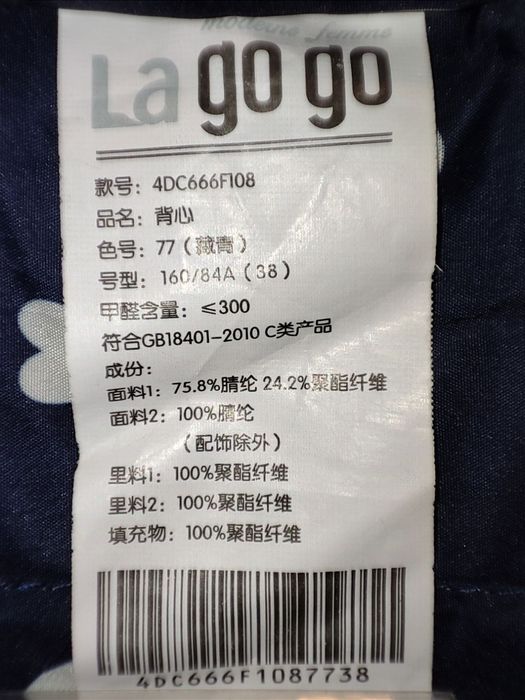 moderne femme
La go go
款号：4DC666F108
品名：背心
色号：77（藏青）
号型：160/84A（38）
甲醛含量：≤300
符合GB18401-2010 C类产品
成份：
面料1：75.8%腈纶 24.2%聚酯纤维
面料2：100%腈纶
（配饰除外）
里料1：100%聚酯纤维
里料2：100%聚酯纤维
填充物：100%聚酯纤维
4DC666F1087738